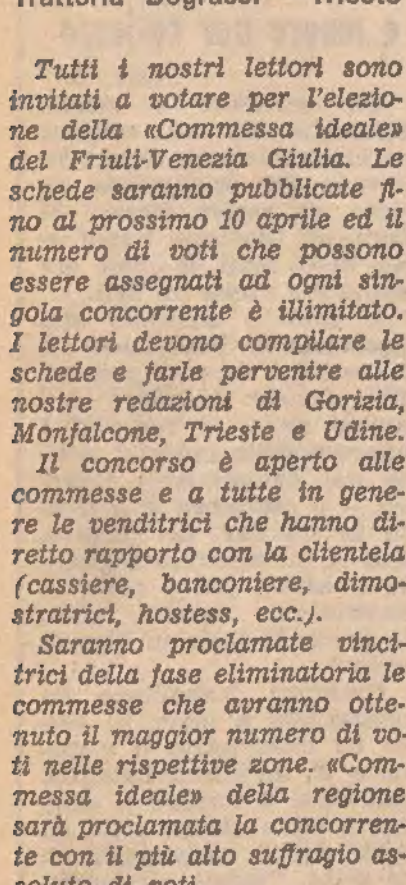 Tutti i nostri lettori sono
invitati a votare per l'elezio-
ne della «Commessa ideale»
del Friuli-Venezia Giulia. Le
schede saranno pubblicate fi-
no al prossimo 10 aprile ed il
numero di voti che possono
essere assegnati ad ogni sin-
gola concorrente è illimitato.
I lettori devono compilare le
schede e farle pervenire alle
nostre redazioni di Gorizia,
Monfalcone, Trieste e Udine.
Il concorso è aperto alle
commesse e a tutte in gene-
re le venditrici che hanno di-
retto rapporto con la clientela
(cassiere, banconiere, dimo-
stratrici, hostess, ecc.).
Saranno proclamate vinci-
trici della fase eliminatoria le
commesse che avranno otte-
nuto il maggior numero di vo-
ti nelle rispettive zone. «Com-
messa ideale» della regione
sarà proclamata la concorren-
te con il più alto suffragio as-
soluto di voti